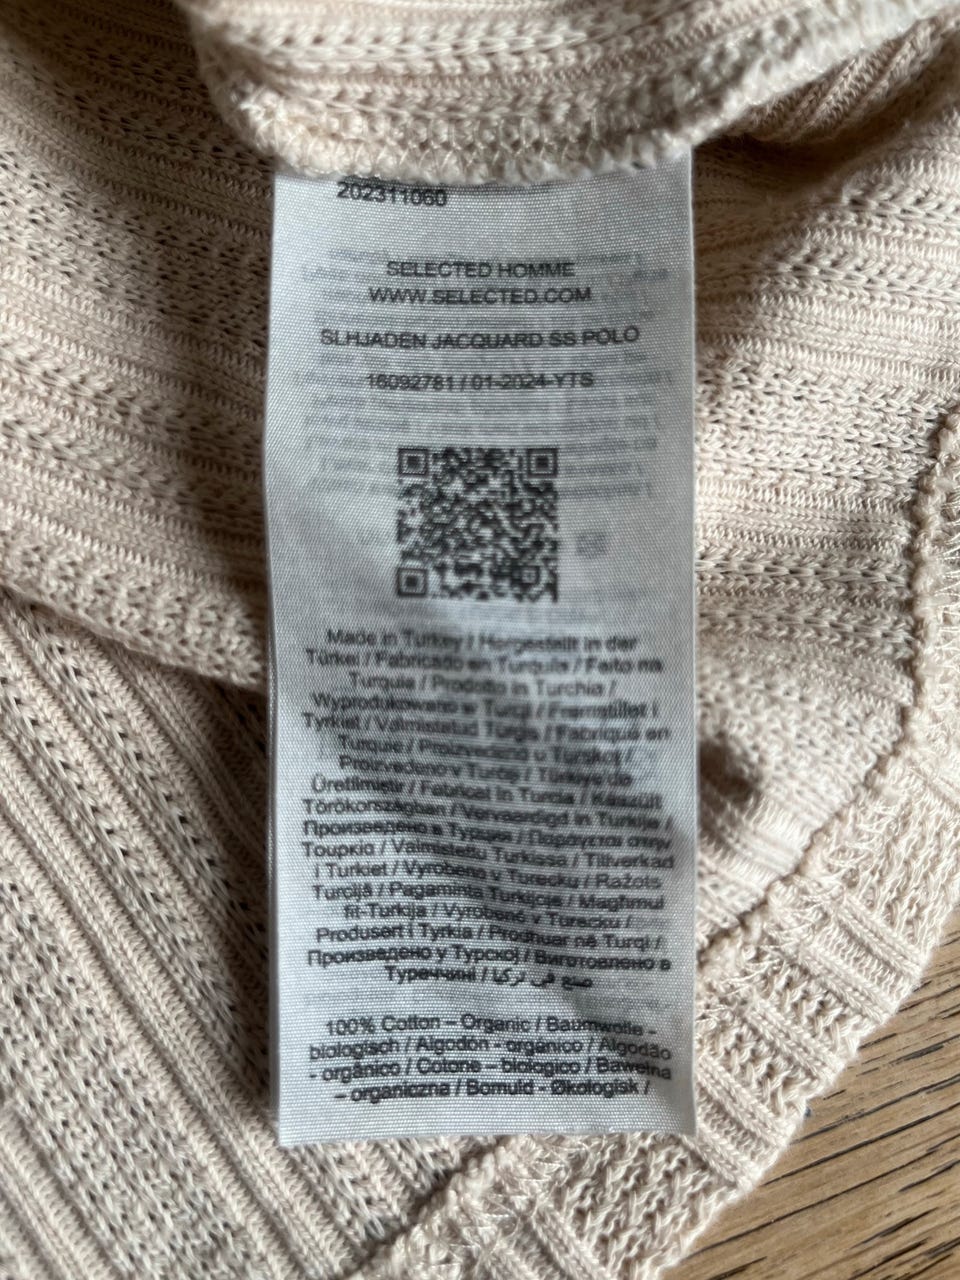 202311060
SELECTED HOMME
WWW.SELECTED.COM
SLHJADEN JACQUARD SS POLO
16092781 / 01-2024-YTS
Made in Turkey / Hergestellt in der
Türkei / Fabricado en Turquía / Feito na
Turquie / Prodotto in Turchia /
Wyprodukowano w Turcji / Fremstillet i
Tyrkiet / Valmistatud Türgis / Fabriqué en
Turquie / Proizvedeno u Turskoj /
Proizvedeno v Turčiji / Türkiye'de
Üretilmiştir / Fabricat în Turcia / Készült
Törökországban / Vervaardigd in Turkije /
Произведено в Турции / Παράγεται στην
Τουρκία / Valmistettu Turkissa / Tillverkad
i Turkiet / Vyrobeno v Turecku / Ražots
Turcijā / Pagaminta Turkijoje / Magħmul
fit-Turkija / Vyrobené v Turecku /
Produsert i Tyrkia / Prodhuar në Turqi /
Произведено у Турској / Виготовлено в
Туреччині / صنع في تركيا
100% Cotton – Organic / Baumwolle -
biologisch / Algodón - orgánico / Algodão
- orgânico / Cotone – biologico / Bawełna
– organiczna / Bomuld - Økologisk /